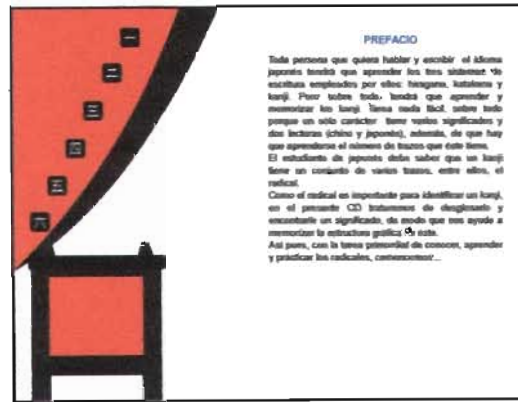 一
二
三
四
五
六
PREFACIO
Toda persona que quiera hablar y escribir el idioma
japonés tendrá que aprender los tres sistemas de
escritura empleados por ellos: hiragana, katakana y
kanji. Pero sobre todo, tendrá que aprender y
memorizar los kanji. Tarea nada fácil, sobre todo
porque un sólo carácter tiene varios significados y
dos lecturas (chino y japonés), además, de que hay
que aprenderse el número de trazos que éste tiene.
El estudiante de japonés debe saber que un kanji
tiene un conjunto de varios trazos, entre ellos, el
radical.
Como el radical es importante para identificar un kanji,
en el presente CD trataremos de desglosarlo y
encontrarle un significado, de modo que nos ayude a
memorizar la estructura gráfica de éste.
Así pues, con la tarea primordial de conocer, aprender
y prácticar los radicales, comencemos...